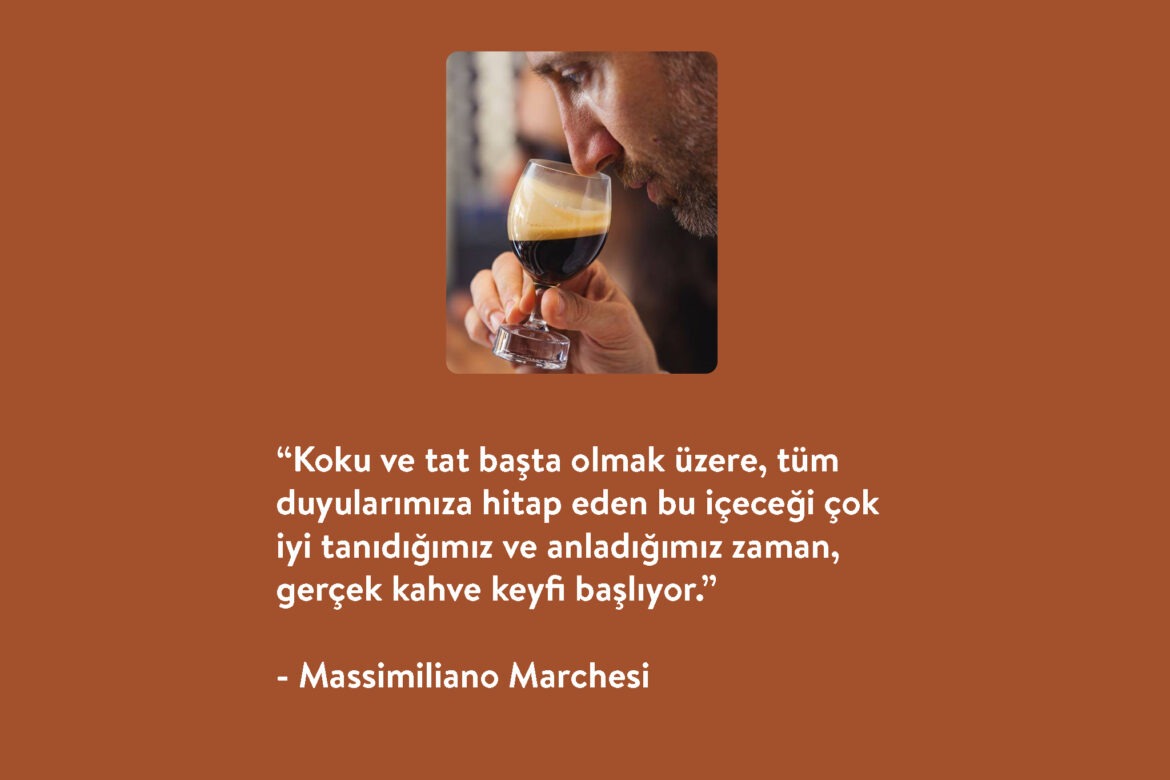 “Koku ve tat başta olmak üzere, tüm
duyularımıza hitap eden bu içeceği çok
iyi tanıdığımız ve anladığımız zaman,
gerçek kahve keyfi başlıyor.”
- Massimiliano Marchesi